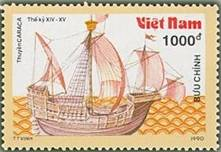 Việt Nam
1000đ
Thuyền CARACA Thế kỷ XIV - XV
BƯU CHÍNH
1990